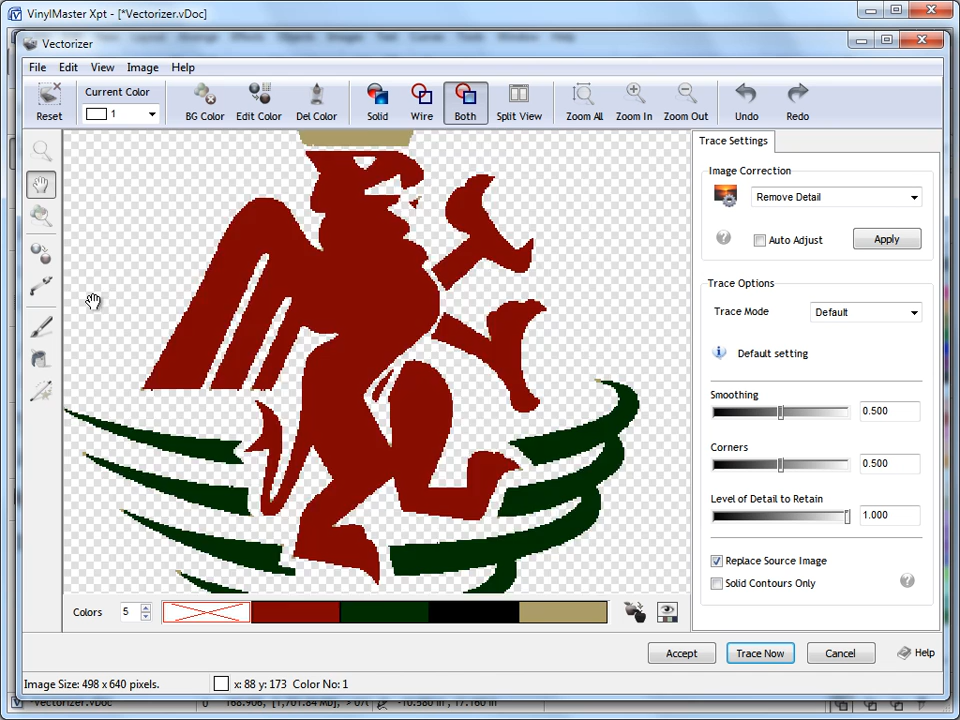 VinylMaster Xpt - [*Vectorizer.vDoc]
Vectorizer
File Edit View Image Help
Reset
Current Color
1
BG Color
Edit Color
Del Color
Solid
Wire
Both
Split View
Zoom All
Zoom In
Zoom Out
Undo
Redo
Trace Settings
Image Correction
Remove Detail
Auto Adjust
Apply
Trace Options
Trace Mode
Default
Default setting
Smoothing
0.500
Corners
0.500
Level of Detail to Retain
1.000
Replace Source Image
Solid Contours Only
Colors 5
Accept
Trace Now
Cancel
Help
Image Size: 498 x 640 pixels.
x: 88 y: 173 Color No: 1